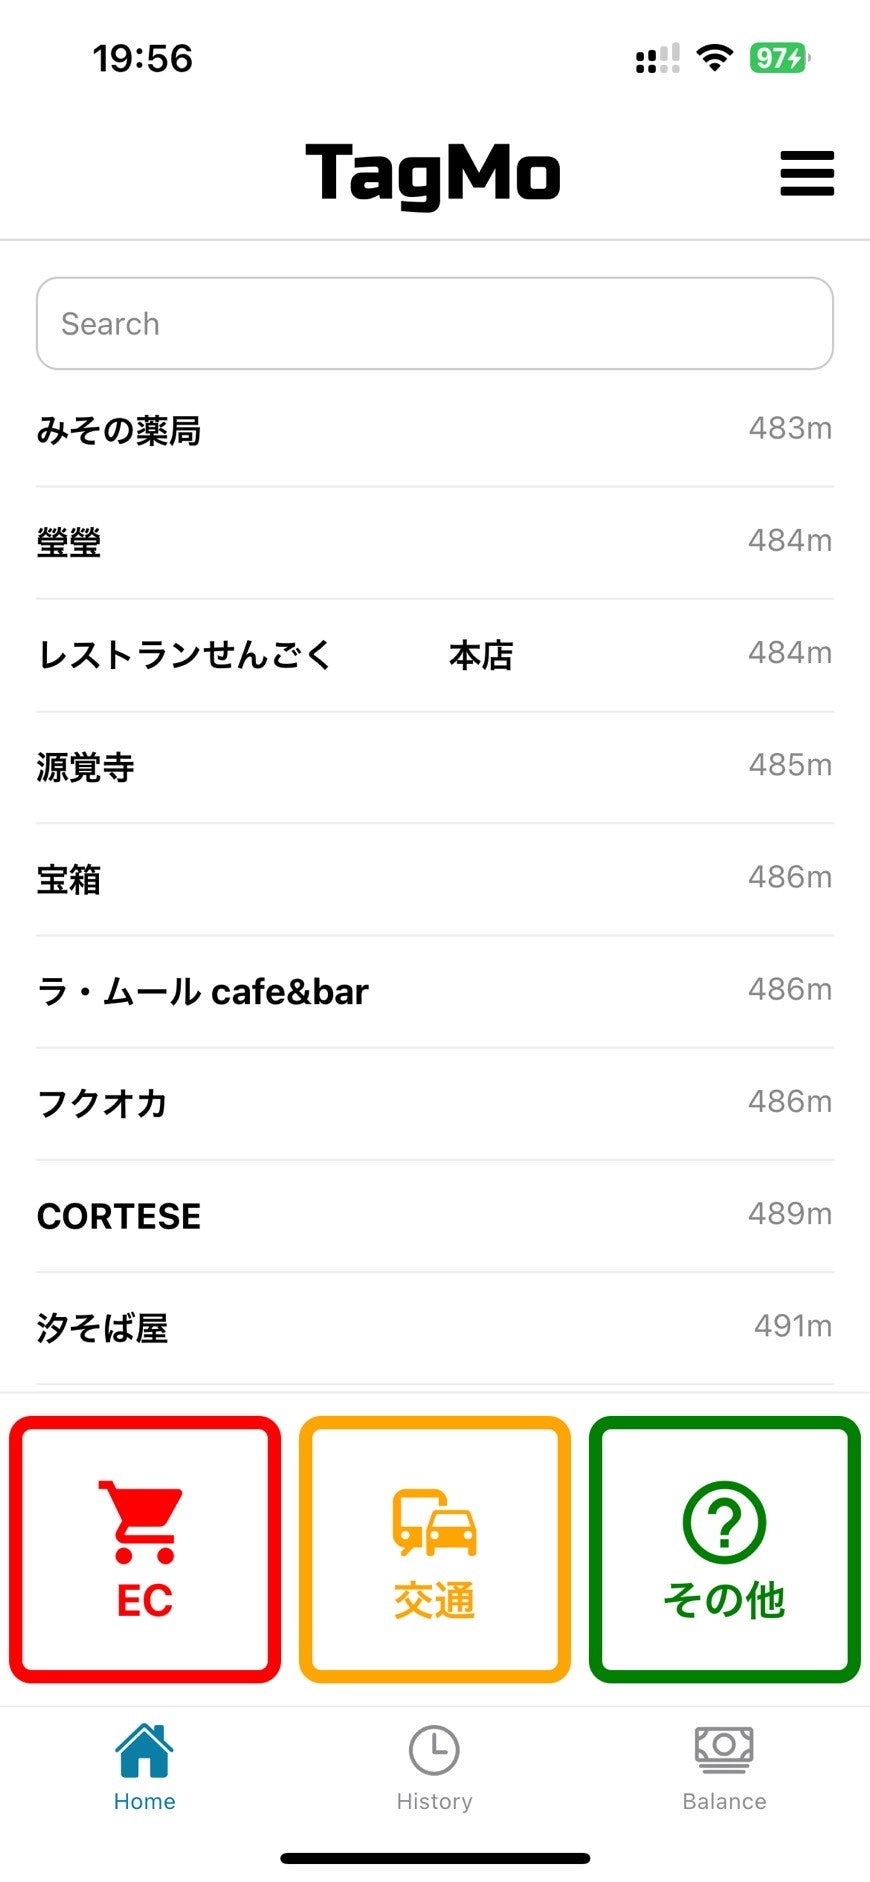 19:56
97
TagMo
Search
みその薬局 483m
瑩瑩 484m
レストランせんごく　　　本店 484m
源覚寺 485m
宝箱 486m
ラ・ムール cafe&bar 486m
フクオカ 486m
CORTESE 489m
汐そば屋 491m
EC 交通 その他
Home History Balance